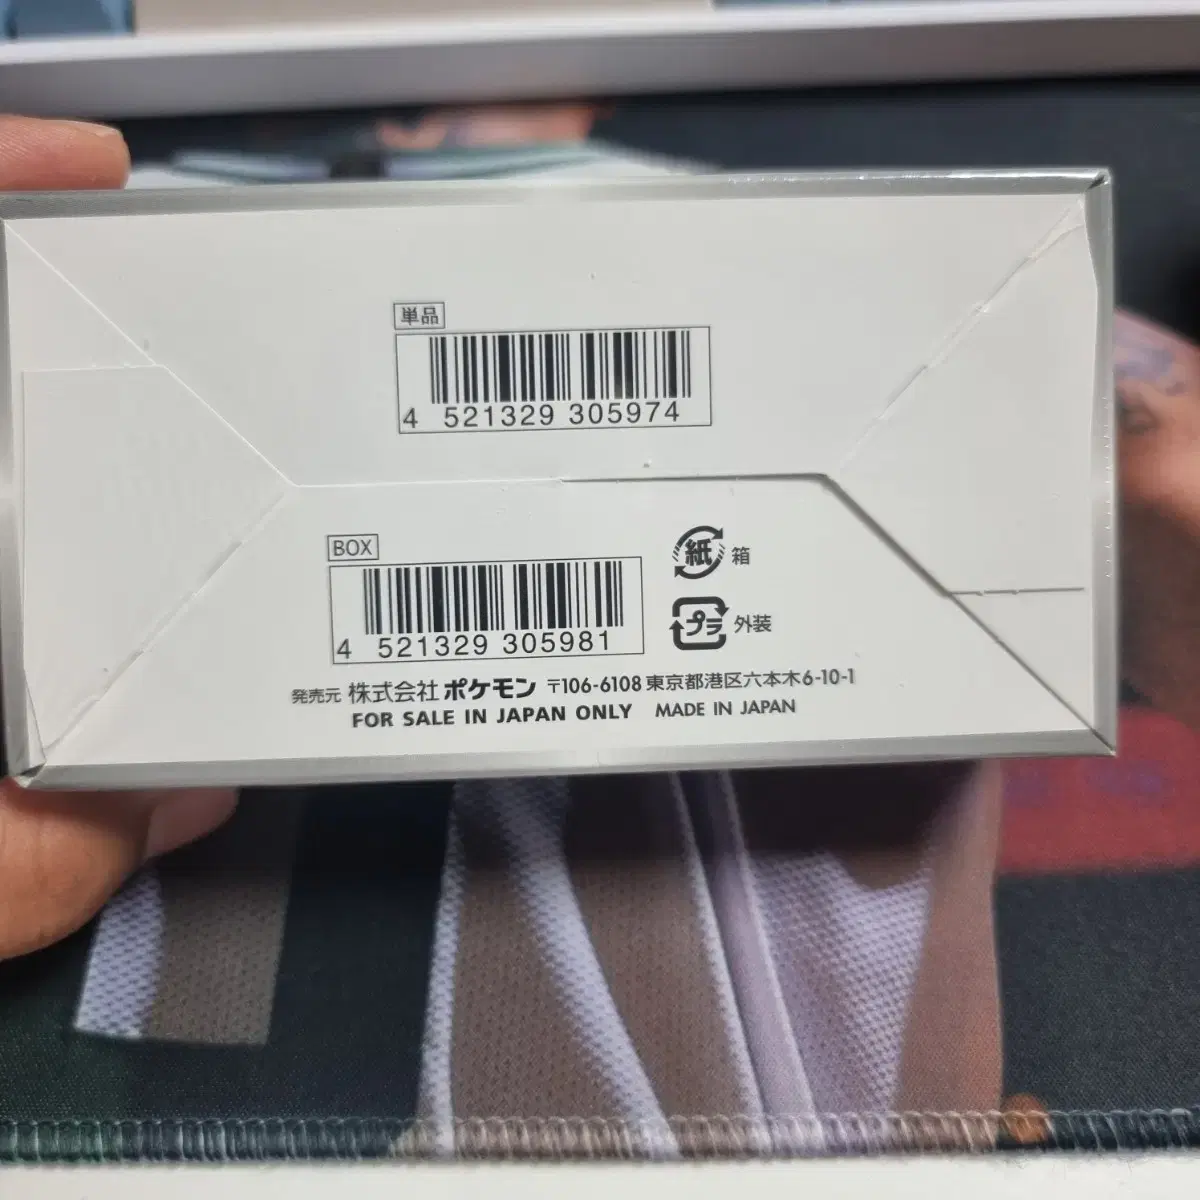 単品
4 521329 305974
BOX
4 521329 305981
紙 箱
プラ 外装
発売元 株式会社 ポケモン 〒106-6108 東京都港区六本木6-10-1
FOR SALE IN JAPAN ONLY MADE IN JAPAN